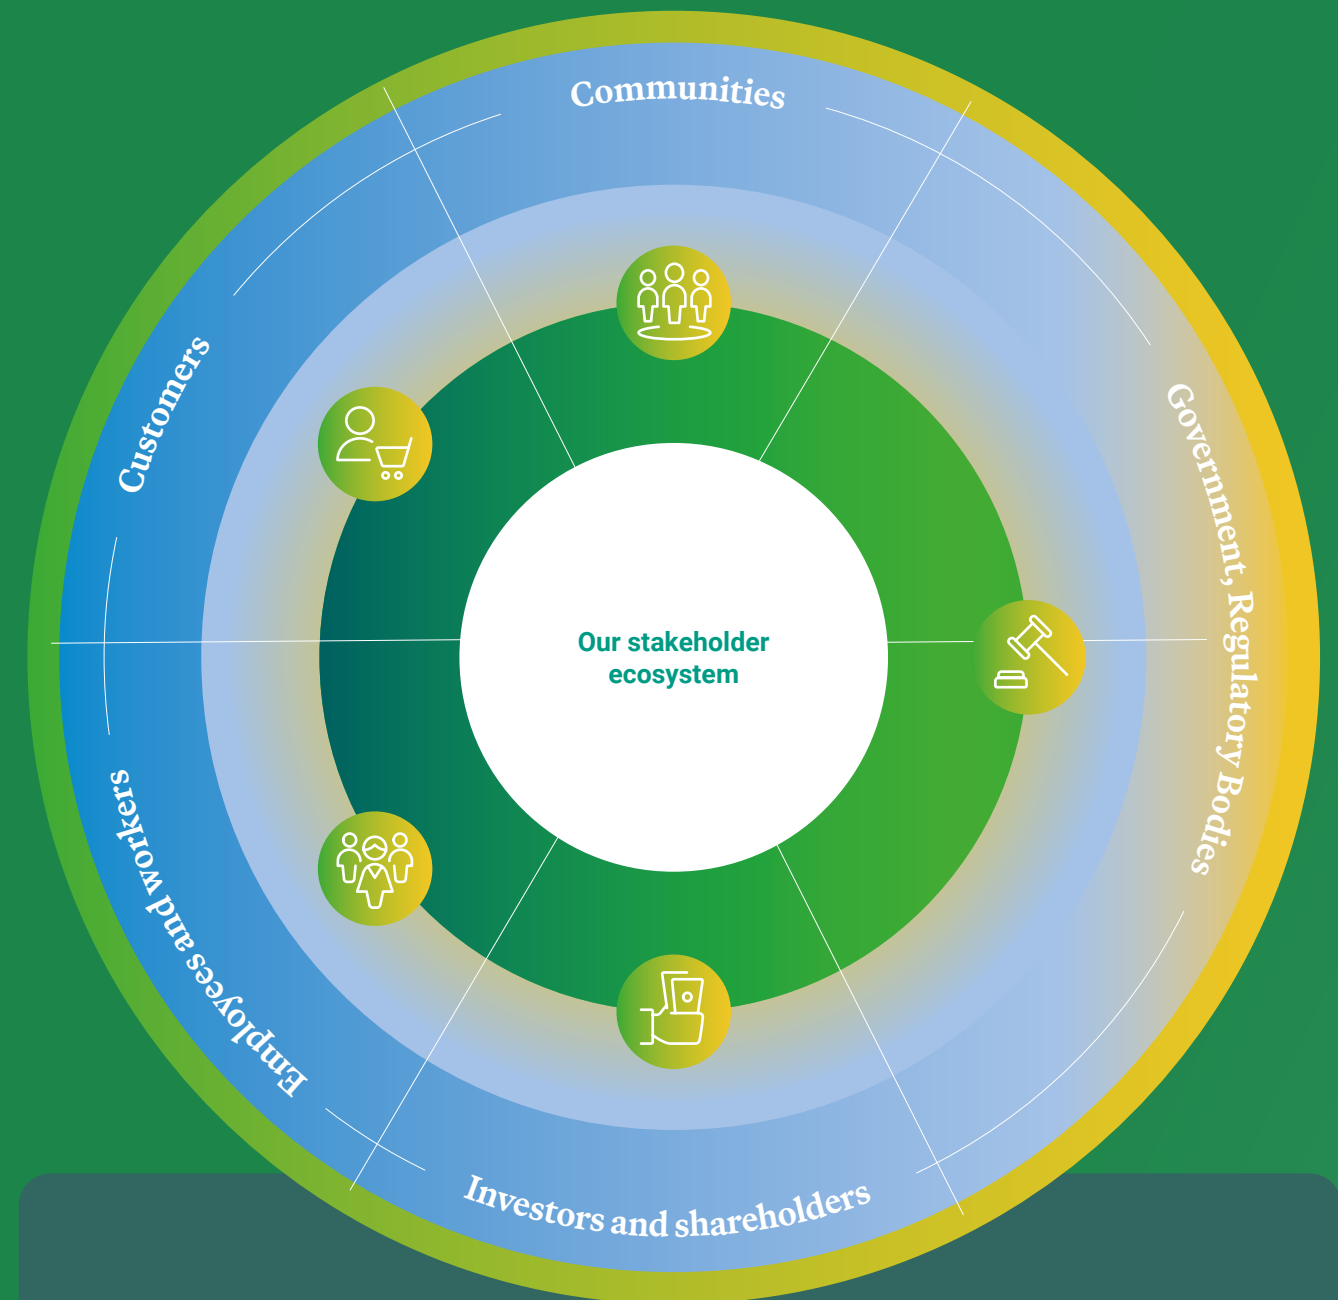 Communities
Customers
Government, Regulatory Bodies
Our stakeholder
ecosystem
Employees and workers
Investors and shareholders